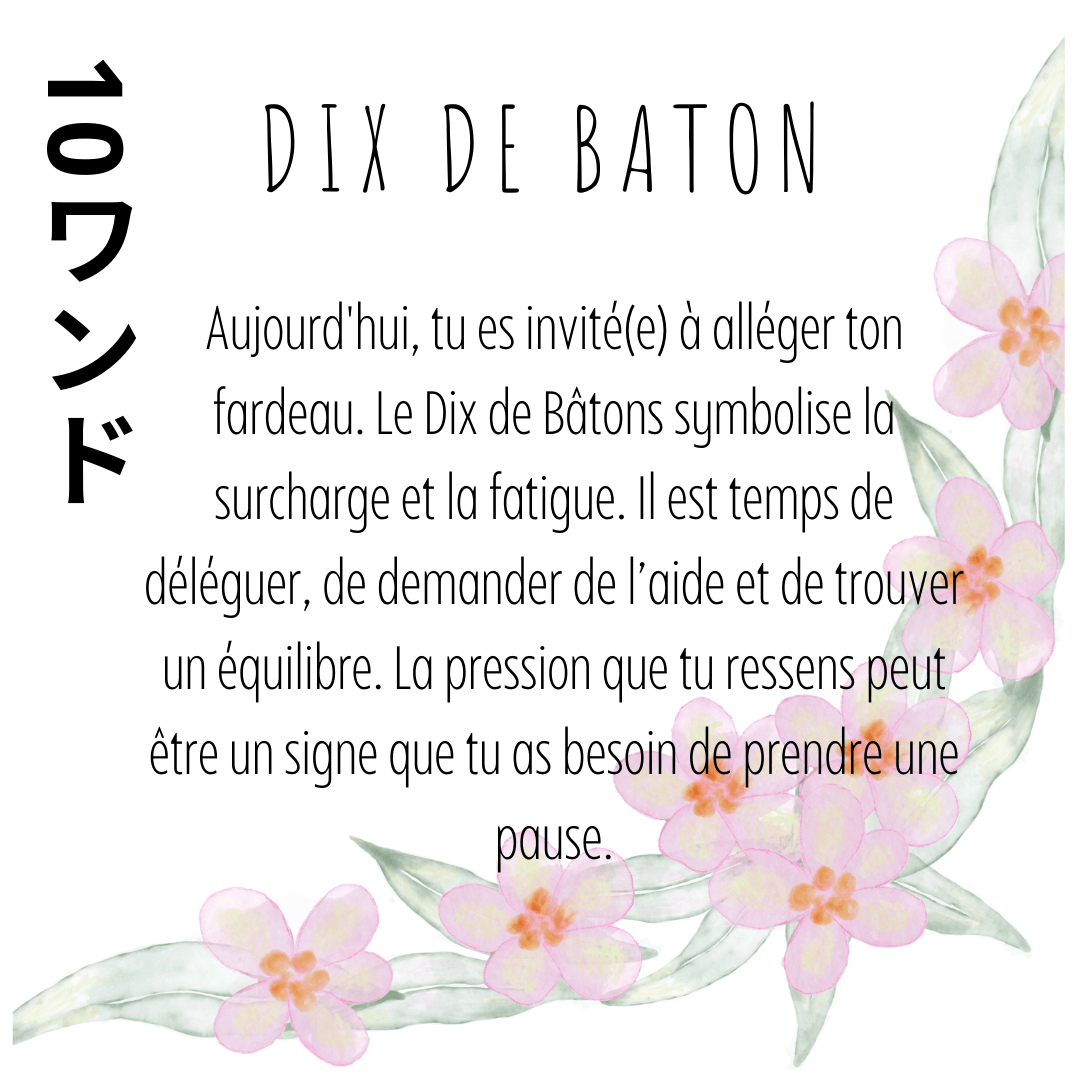 10ワンド
DIX DE BATON
Aujourd'hui, tu es invité(e) à alléger ton
fardeau. Le Dix de Bâtons symbolise la
surcharge et la fatigue. Il est temps de
déléguer, de demander de l’aide et de trouver
un équilibre. La pression que tu ressens peut
être un signe que tu as besoin de prendre une
pause.